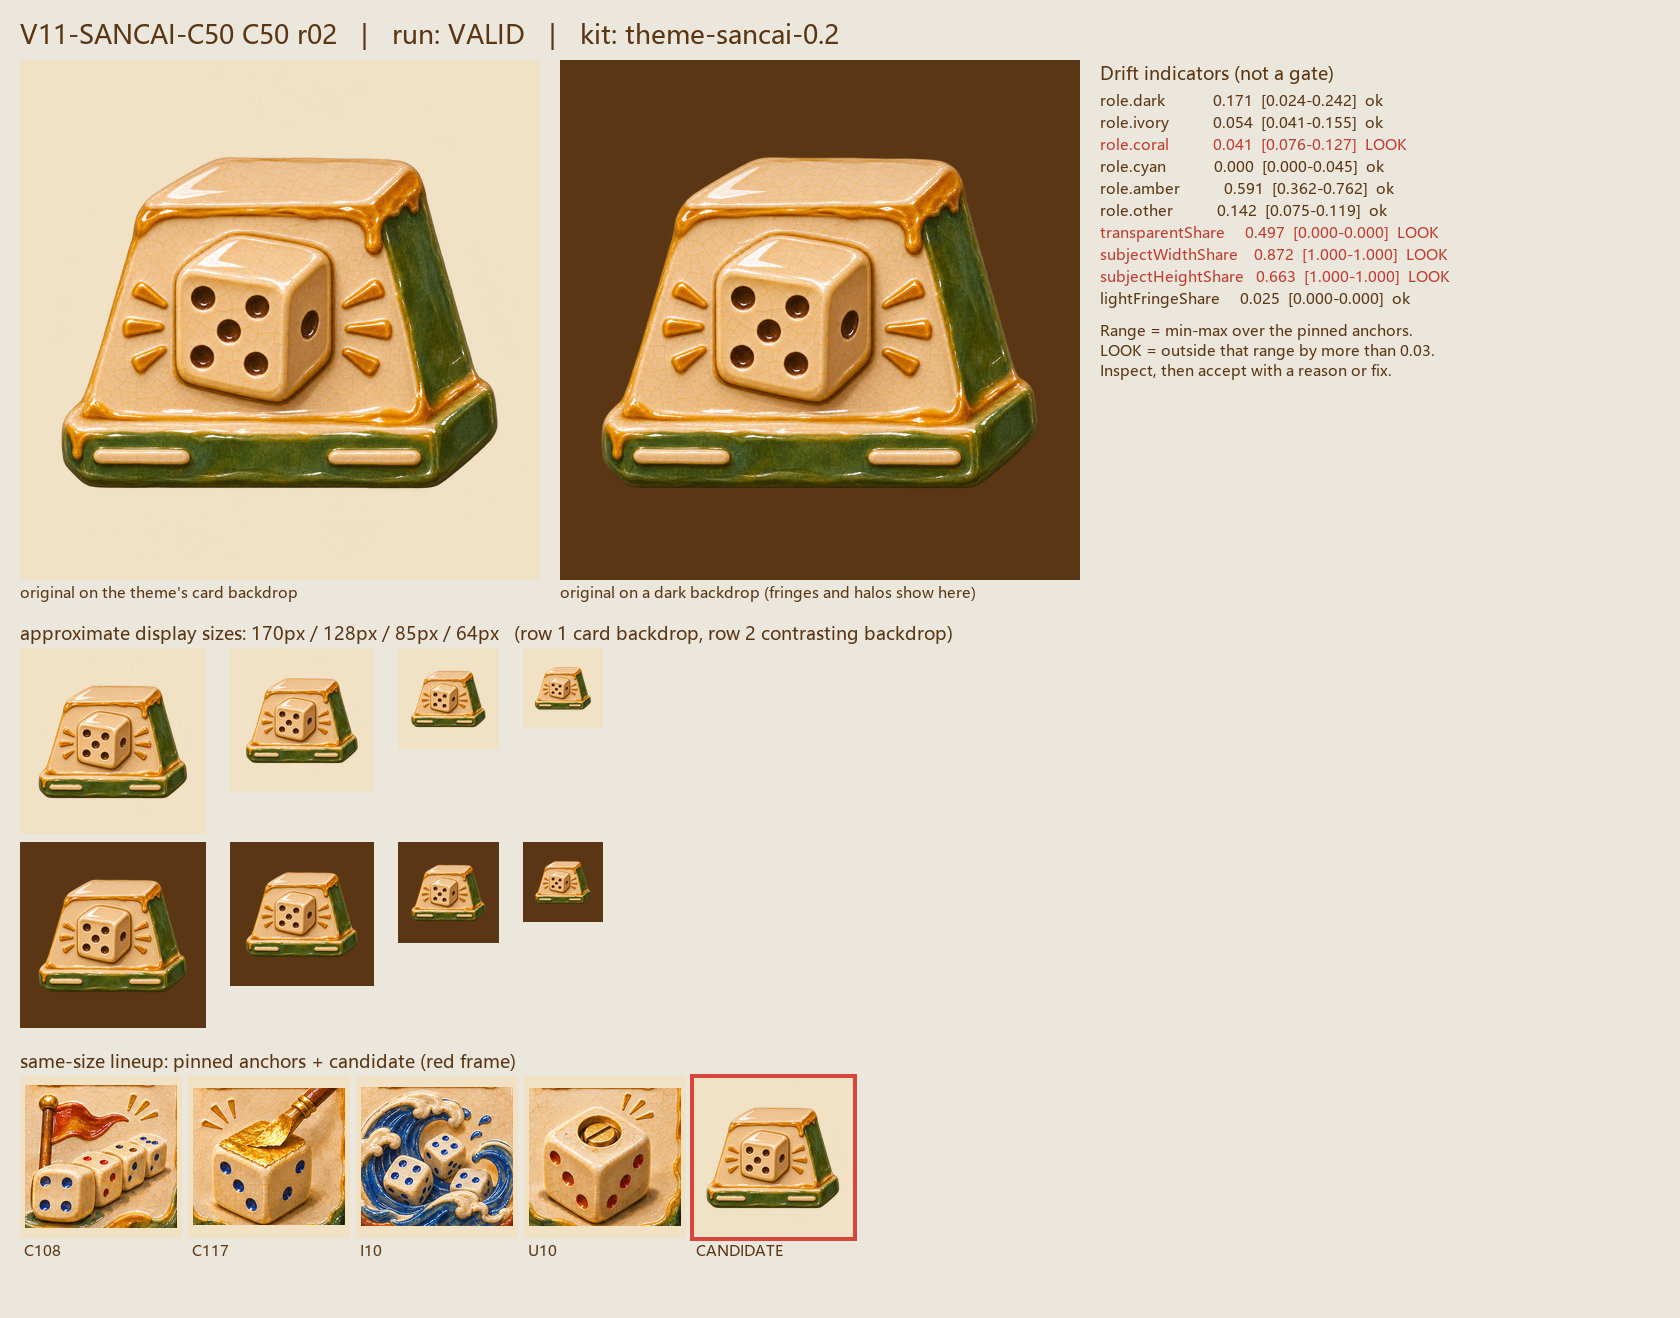 V11-SANCAI-C50 C50 r02 | run: VALID | kit: theme-sancai-0.2
Drift indicators (not a gate)
role.dark 0.171 [0.024-0.242] ok
role.ivory 0.054 [0.041-0.155] ok
role.coral 0.041 [0.076-0.127] LOOK
role.cyan 0.000 [0.000-0.045] ok
role.amber 0.591 [0.362-0.762] ok
role.other 0.142 [0.075-0.119] ok
transparentShare 0.497 [0.000-0.000] LOOK
subjectWidthShare 0.872 [1.000-1.000] LOOK
subjectHeightShare 0.663 [1.000-1.000] LOOK
lightFringeShare 0.025 [0.000-0.000] ok
Range = min-max over the pinned anchors.
LOOK = outside that range by more than 0.03.
Inspect, then accept with a reason or fix.
original on the theme's card backdrop
original on a dark backdrop (fringes and halos show here)
approximate display sizes: 170px / 128px / 85px / 64px (row 1 card backdrop, row 2 contrasting backdrop)
same-size lineup: pinned anchors + candidate (red frame)
C108
C117
I10
U10
CANDIDATE